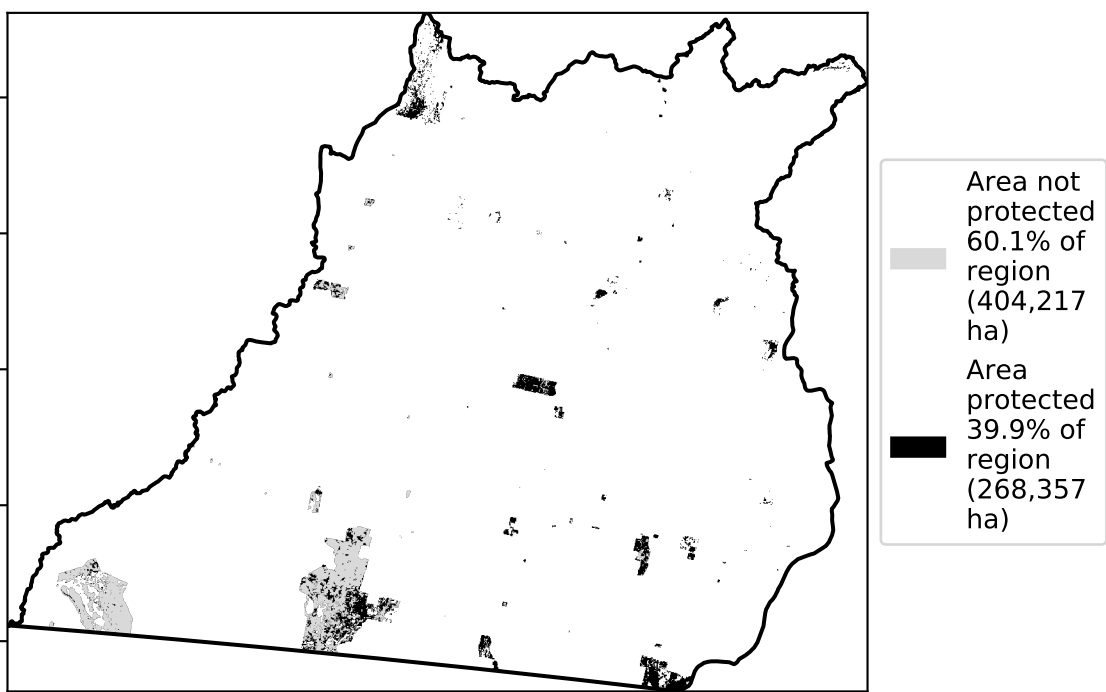 Area not
protected
60.1% of
region
(404,217
ha)
Area
protected
39.9% of
region
(268,357
ha)